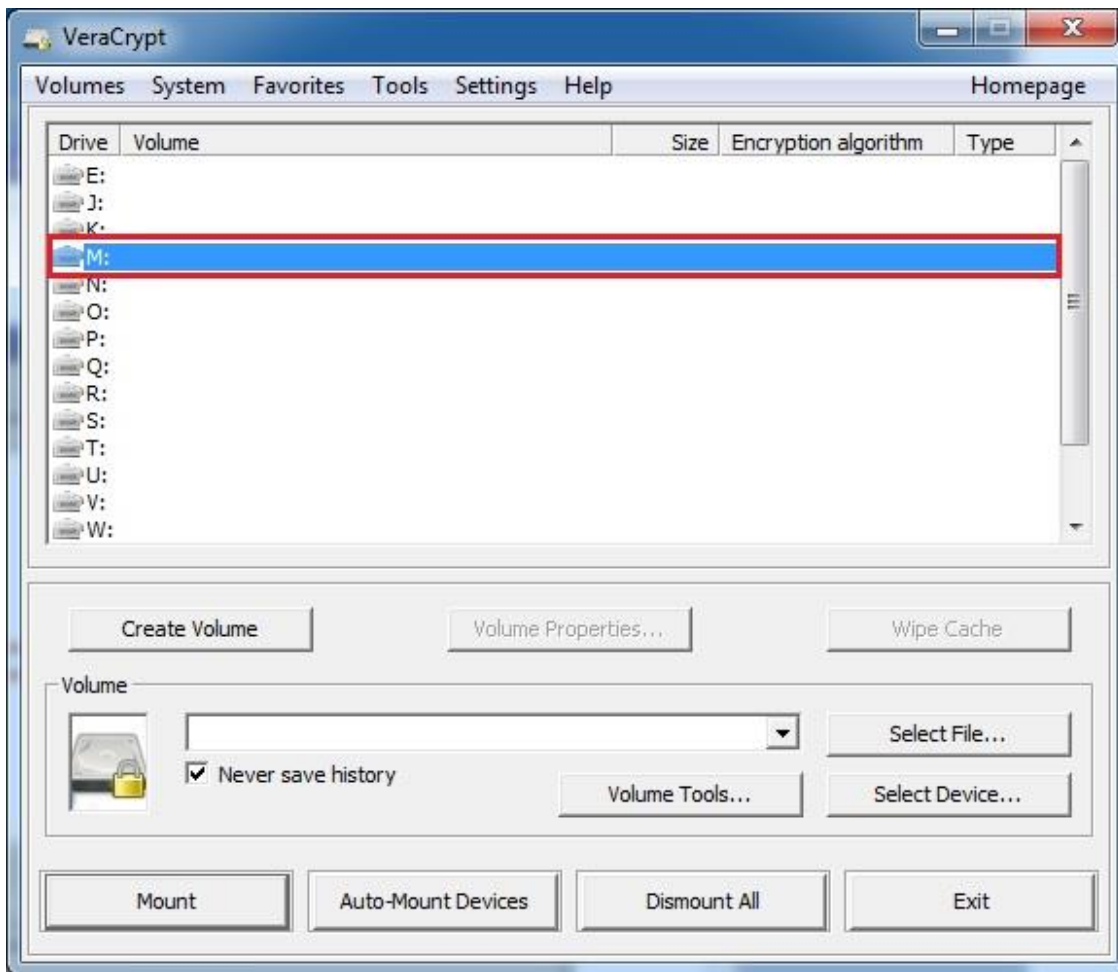 VeraCrypt
Volumes System Favorites Tools Settings Help Homepage
Drive Volume Size Encryption algorithm Type
E:
J:
K:
M:
N:
O:
P:
Q:
R:
S:
T:
U:
V:
W:
Create Volume Volume Properties... Wipe Cache
Volume
Select File...
Never save history
Volume Tools... Select Device...
Mount Auto-Mount Devices Dismount All Exit